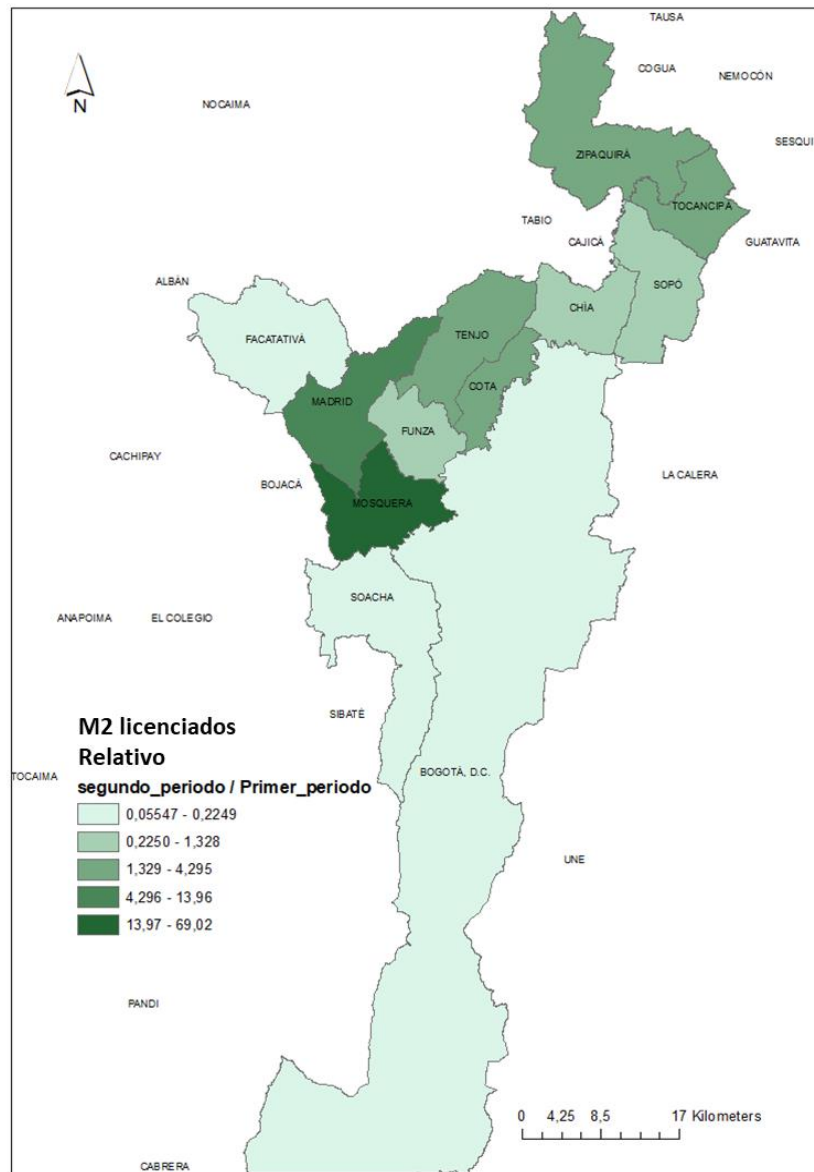 TAUSA
COGUA
NEMOCÓN
N
NOCAIMA
SESQUI
ZIPAQUIRÁ
TOCANCIPÁ
TABIO
CAJICÁ
GUATAVITA
ALBÁN
SOPÓ
CHÍA
FACATATIVÁ
TENJO
COTA
MADRID
FUNZA
CACHIPAY
LA CALERA
BOJACÁ
MOSQUERA
SOACHA
ANAPOIMA
EL COLEGIO
SIBATÉ
M2 licenciados
Relativo
TOCAIMA
BOGOTÁ, D.C.
segundo_periodo / Primer_periodo
0,05547 - 0,2249
0,2250 - 1,328
1,329 - 4,295
4,296 - 13,96
13,97 - 69,02
UNE
PANDI
0 4,25 8,5 17 Kilometers
CABRERA